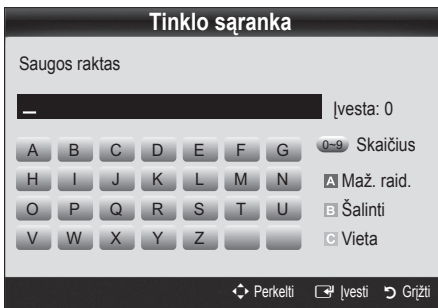 Tinklo sąranka
Saugos raktas
_
Įvesta: 0
A B C D E F G 0~9 Skaičius
H I J K L M N A Maž. raid.
O P Q R S T U B Šalinti
V W X Y Z C Vieta
Perkelti Įvesti Grįžti